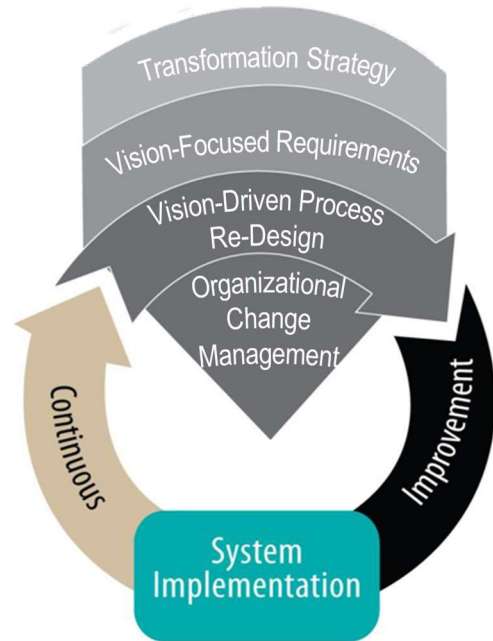 Transformation Strategy
Vision-Focused Requirements
Vision-Driven Process
Re-Design
Organizational
Change
Management
Continuous
Improvement
System
Implementation